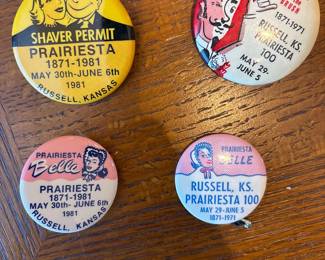 SHAVER PERMIT
PRAIRIESTA
1871-1981
MAY 30th-JUNE 6th
1981
RUSSELL, KANSAS
1871-1971
RUSSELL, KS.
PRAIRIESTA
100
MAY 29-
JUNE 5
PRAIRIESTA
Bella
PRAIRIESTA
1871-1981
MAY 30th-JUNE 6th
1981
RUSSELL, KANSAS
PRAIRIESTA
BELLE
RUSSELL, KS.
PRAIRIESTA 100
MAY 29-JUNE 5
1871-1971